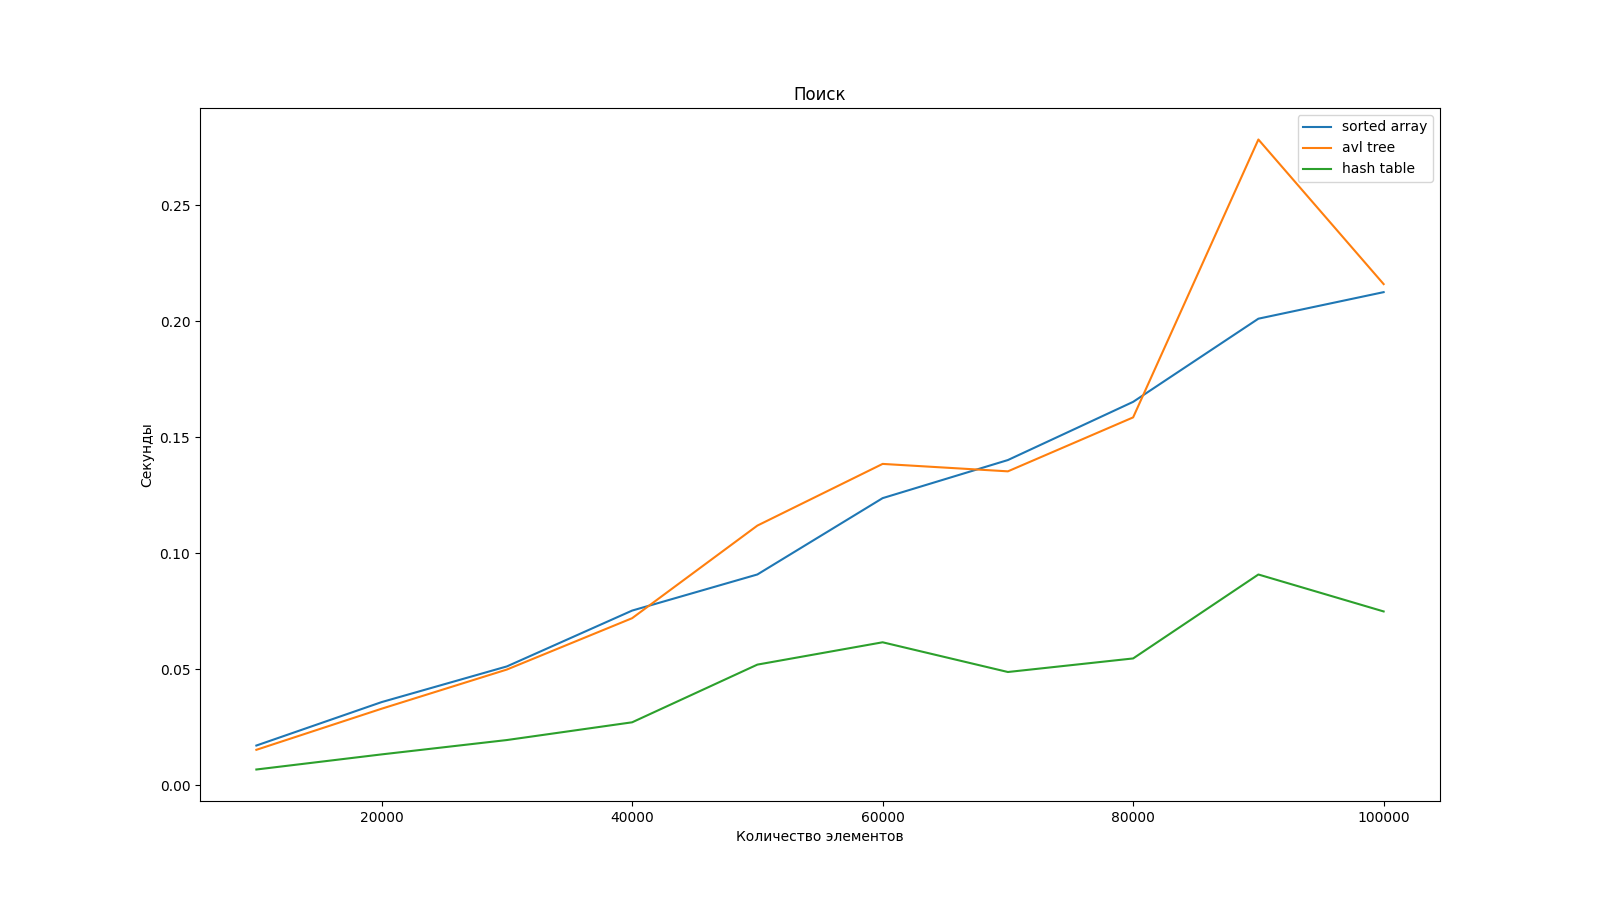 Поиск
sorted array
avl tree
hash table
Секунды
0.25
0.20
0.15
0.10
0.05
0.00
20000
40000
60000
80000
100000
Количество элементов